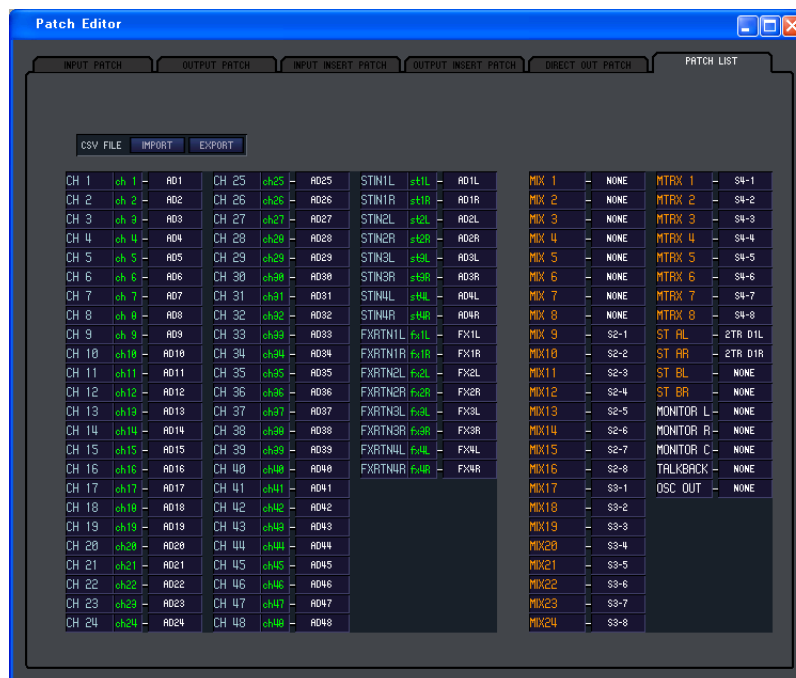 Patch Editor
INPUT PATCH OUTPUT PATCH INPUT INSERT PATCH OUTPUT INSERT PATCH DIRECT OUT PATCH PATCH LIST
CSV FILE IMPORT EXPORT
CH 1 ch 1 - AD1 CH 25 ch25 - AD25 STIN1L st1L - AD1L MIX 1 - NONE MTRX 1 - S4-1
CH 2 ch 2 - AD2 CH 26 ch26 - AD26 STIN1R st1R - AD1R MIX 2 - NONE MTRX 2 - S4-2
CH 3 ch 3 - AD3 CH 27 ch27 - AD27 STIN2L st2L - AD2L MIX 3 - NONE MTRX 3 - S4-3
CH 4 ch 4 - AD4 CH 28 ch28 - AD28 STIN2R st2R - AD2R MIX 4 - NONE MTRX 4 - S4-4
CH 5 ch 5 - AD5 CH 29 ch29 - AD29 STIN3L st3L - AD3L MIX 5 - NONE MTRX 5 - S4-5
CH 6 ch 6 - AD6 CH 30 ch30 - AD30 STIN3R st3R - AD3R MIX 6 - NONE MTRX 6 - S4-6
CH 7 ch 7 - AD7 CH 31 ch31 - AD31 STIN4L st4L - AD4L MIX 7 - NONE MTRX 7 - S4-7
CH 8 ch 8 - AD8 CH 32 ch32 - AD32 STIN4R st4R - AD4R MIX 8 - NONE MTRX 8 - S4-8
CH 9 ch 9 - AD9 CH 33 ch33 - AD33 FXRTN1L fx1L - FX1L MIX 9 - S2-1 ST AL - 2TR D1L
CH 10 ch10 - AD10 CH 34 ch34 - AD34 FXRTN1R fx1R - FX1R MIX10 - S2-2 ST AR - 2TR D1R
CH 11 ch11 - AD11 CH 35 ch35 - AD35 FXRTN2L fx2L - FX2L MIX11 - S2-3 ST BL - NONE
CH 12 ch12 - AD12 CH 36 ch36 - AD36 FXRTN2R fx2R - FX2R MIX12 - S2-4 ST BR - NONE
CH 13 ch13 - AD13 CH 37 ch37 - AD37 FXRTN3L fx3L - FX3L MIX13 - S2-5 MONITOR L - NONE
CH 14 ch14 - AD14 CH 38 ch38 - AD38 FXRTN3R fx3R - FX3R MIX14 - S2-6 MONITOR R - NONE
CH 15 ch15 - AD15 CH 39 ch39 - AD39 FXRTN4L fx4L - FX4L MIX15 - S2-7 MONITOR C - NONE
CH 16 ch16 - AD16 CH 40 ch40 - AD40 FXRTN4R fx4R - FX4R MIX16 - S2-8 TALKBACK - NONE
CH 17 ch17 - AD17 CH 41 ch41 - AD41 MIX17 - S3-1 OSC OUT - NONE
CH 18 ch18 - AD18 CH 42 ch42 - AD42 MIX18 - S3-2
CH 19 ch19 - AD19 CH 43 ch43 - AD43 MIX19 - S3-3
CH 20 ch20 - AD20 CH 44 ch44 - AD44 MIX20 - S3-4
CH 21 ch21 - AD21 CH 45 ch45 - AD45 MIX21 - S3-5
CH 22 ch22 - AD22 CH 46 ch46 - AD46 MIX22 - S3-6
CH 23 ch23 - AD23 CH 47 ch47 - AD47 MIX23 - S3-7
CH 24 ch24 - AD24 CH 48 ch48 - AD48 MIX24 - S3-8